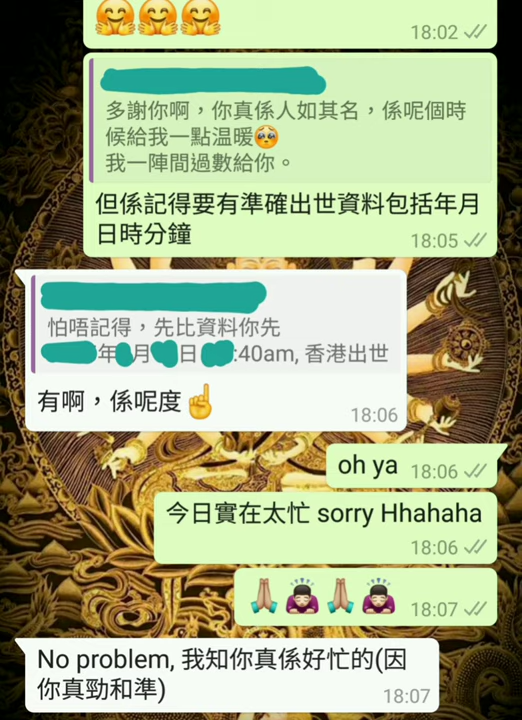 18:02
多謝你啊，你真係人如其名，係呢個時
候給我一點温暖🥹
我一陣間過數給你。
但係記得要有準確出世資料包括年月
日時分鐘
18:05
怕唔記得，先比資料你先
年 月 日 :40am, 香港出世
有啊，係呢度☝
18:06
oh ya
18:06
今日實在太忙 sorry Hhahaha
18:06
18:07
No problem, 我知你真係好忙的(因
你真勁和準)
18:07